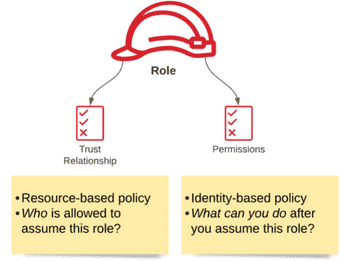 Role
Trust
Relationship
Permissions
•Resource-based policy
•Who is allowed to
assume this role?
•Identity-based policy
•What can you do after
you assume this role?